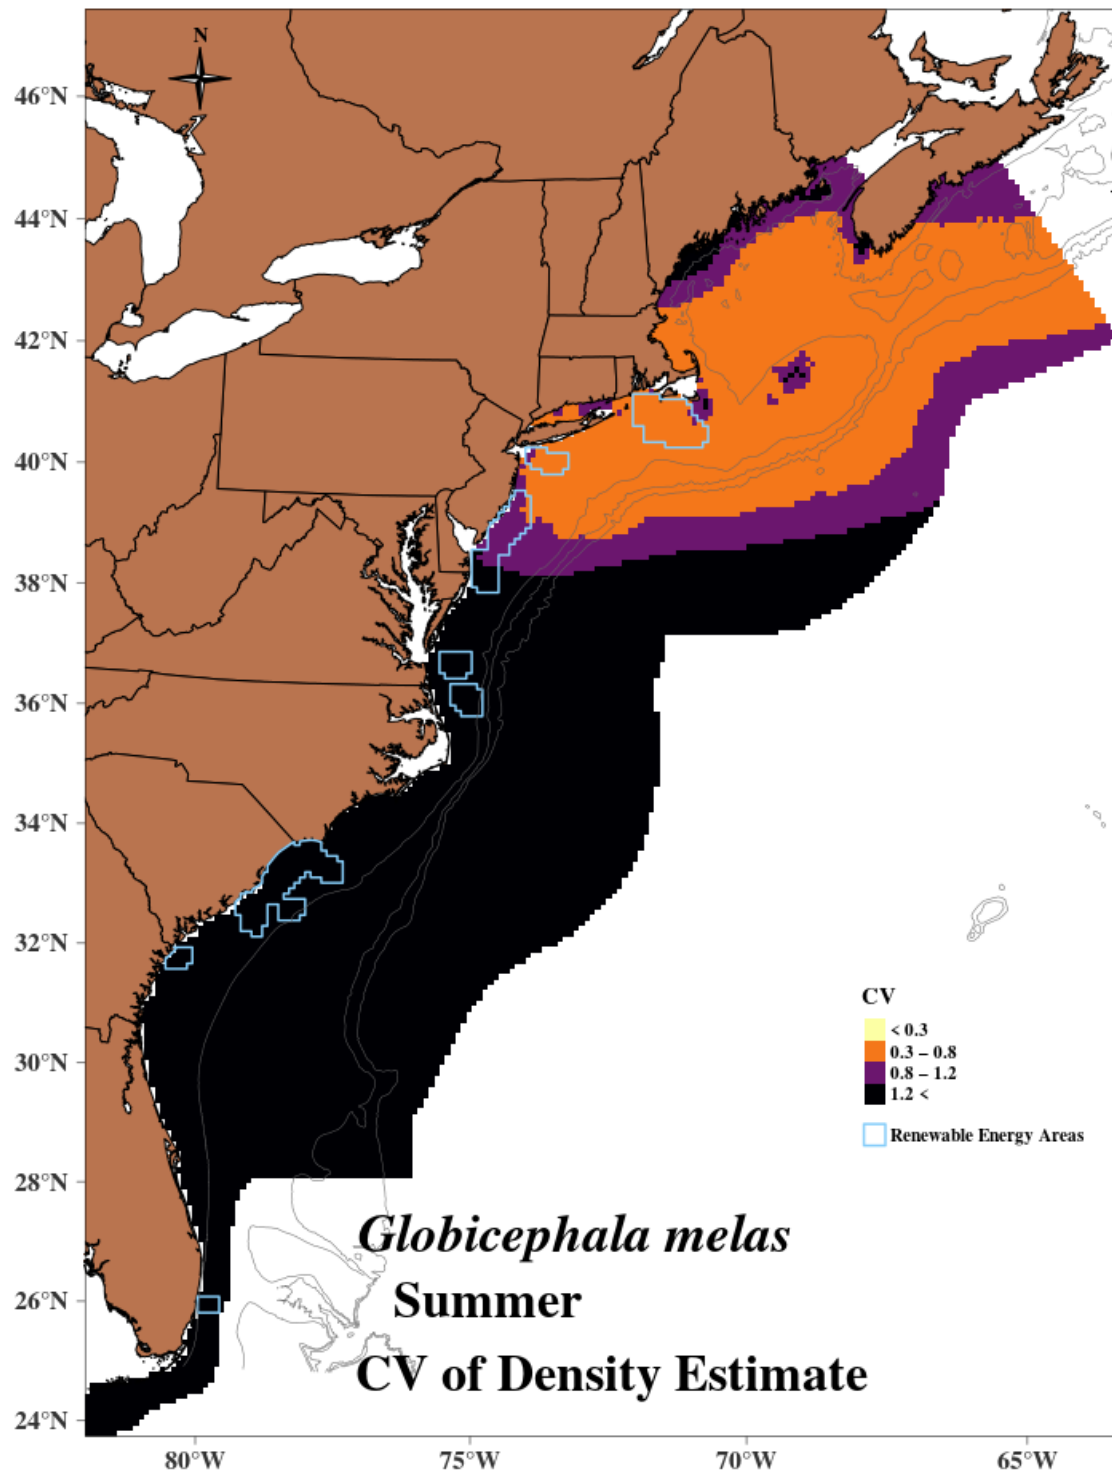 N
46°N
44°N
42°N
40°N
38°N
36°N
34°N
32°N
30°N
28°N
26°N
24°N
CV
< 0.3
0.3 – 0.8
0.8 – 1.2
1.2 <
Renewable Energy Areas
Globicephala melas
Summer
CV of Density Estimate
80°W
75°W
70°W
65°W